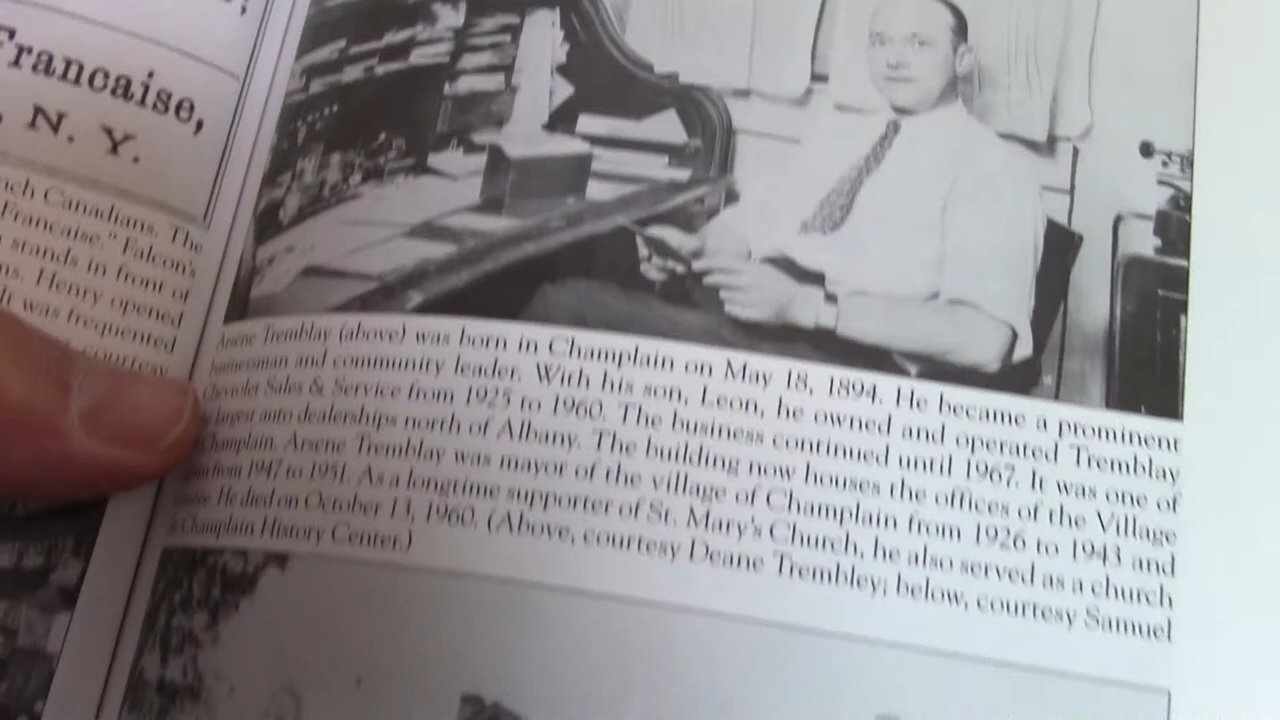 Francaise,
N. Y.
Canadians. The
Francaise," Falcon's
stands in front of
Henry opened
It was frequented
courtesy
Arsene Tremblay (above) was born in Champlain on May 18, 1894. He became a prominent
businessman and community leader. With his son, Leon, he owned and operated Tremblay
Chevrolet Sales & Service from 1925 to 1960. The business continued until 1967. It was one of
largest auto dealerships north of Albany. The building now houses the offices of the Village
Champlain. Arsene Tremblay was mayor of the village of Champlain from 1926 to 1943 and
from 1947 to 1951. As a longtime supporter of St. Mary's Church, he also served as a church
He died on October 13, 1960. (Above, courtesy Deane Trembley; below, courtesy Samuel
Champlain History Center.)